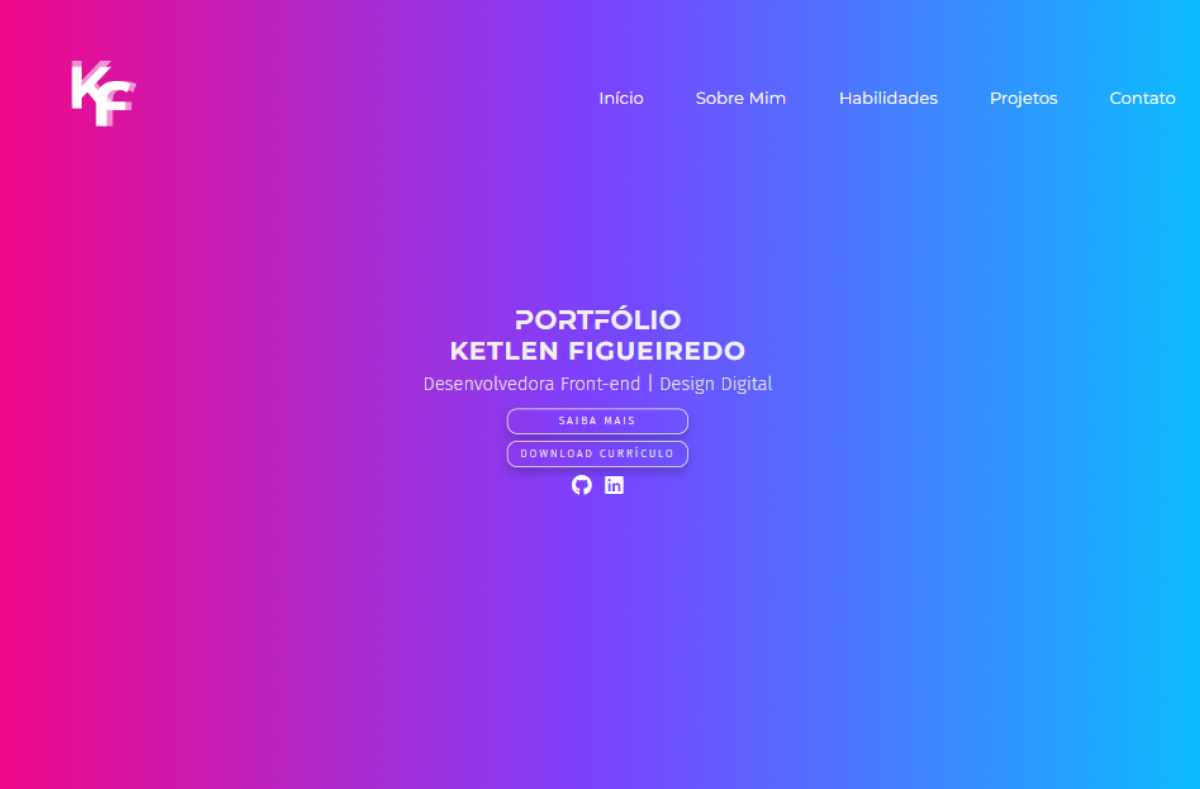 KF
Início Sobre Mim Habilidades Projetos Contato
PORTFÓLIO
KETLEN FIGUEIREDO
Desenvolvedora Front-end | Design Digital
SAIBA MAIS
DOWNLOAD CURRÍCULO
in